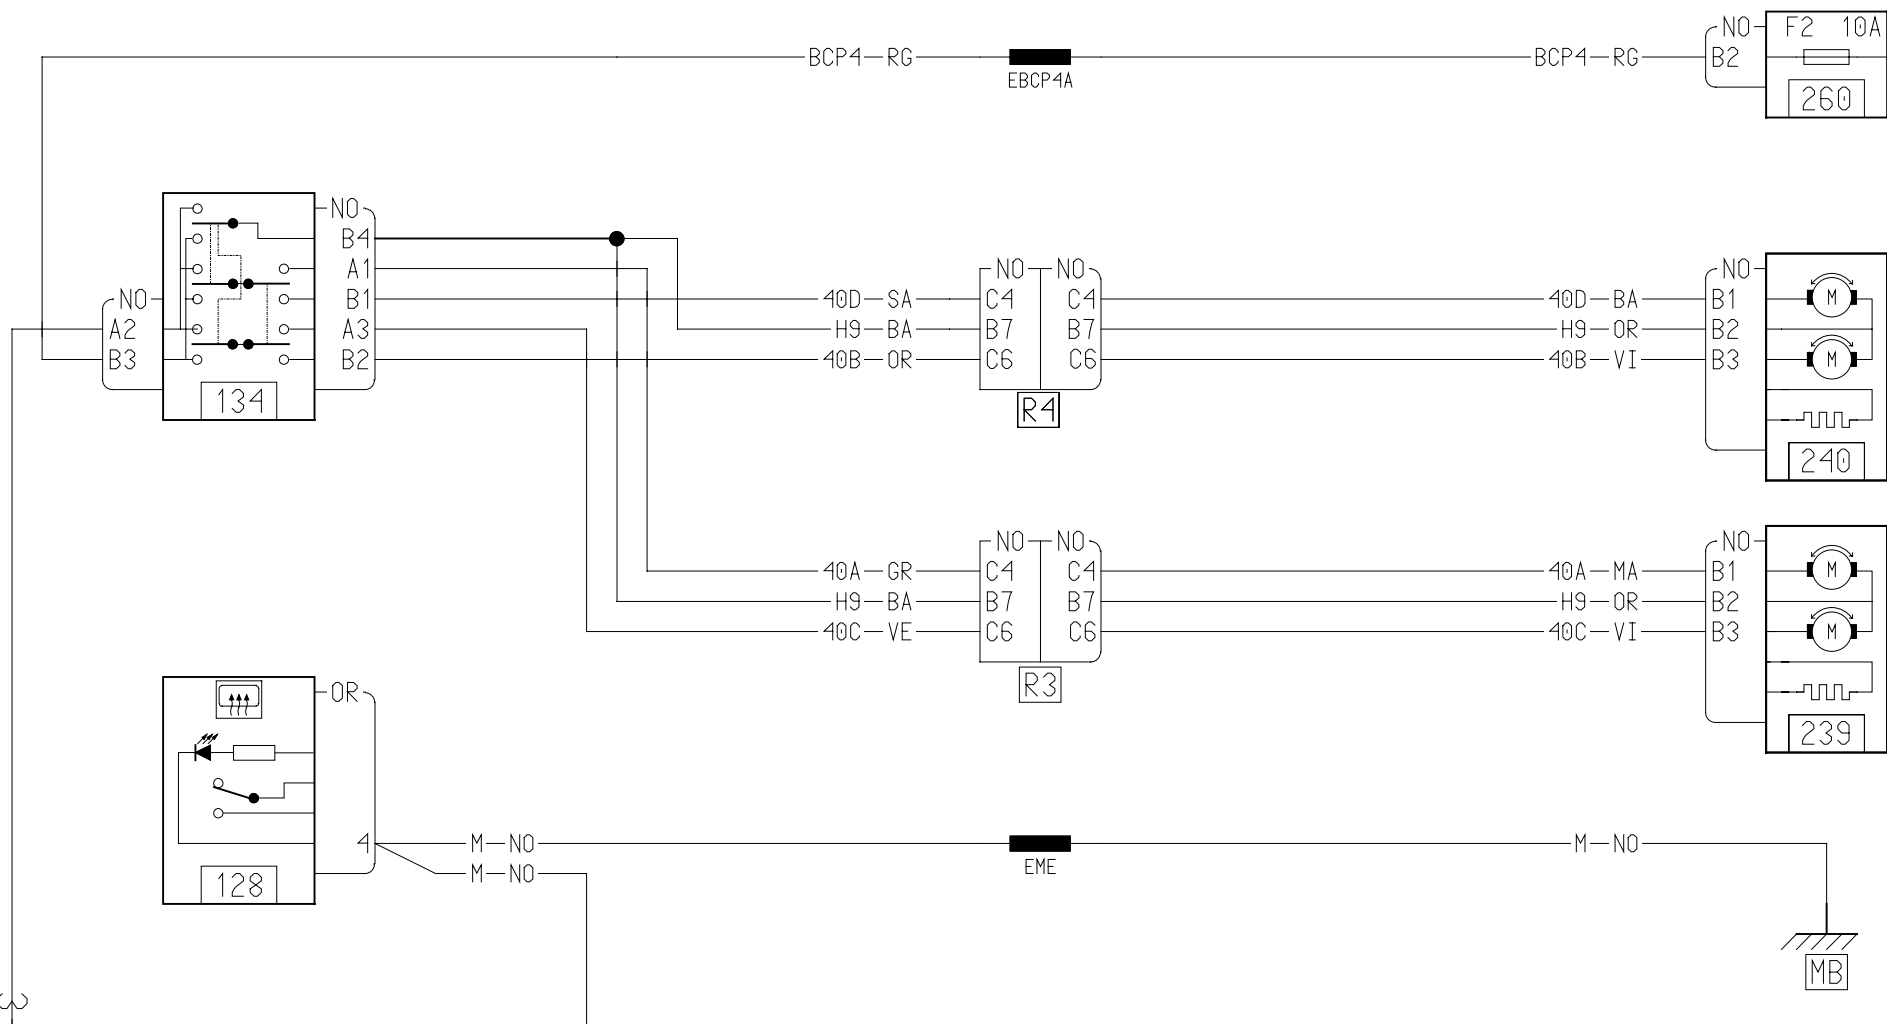 NO F2 10A
BCP4 RG BCP4 RG B2
EBCP4A
260
NO
B4
A1 NO NO NO
NO B1 40D SA C4 C4 40D BA B1 M
A2 A3 H9 BA B7 B7 H9 OR B2
B3 B2 40B OR C6 C6 40B VI B3 M
134 R4
240
NO NO NO
40A GR C4 C4 40A MA B1 M
H9 BA B7 B7 H9 OR B2
40C VE C6 C6 40C VI B3 M
OR R3
239
4 M NO M NO
EME
128 M NO
MB